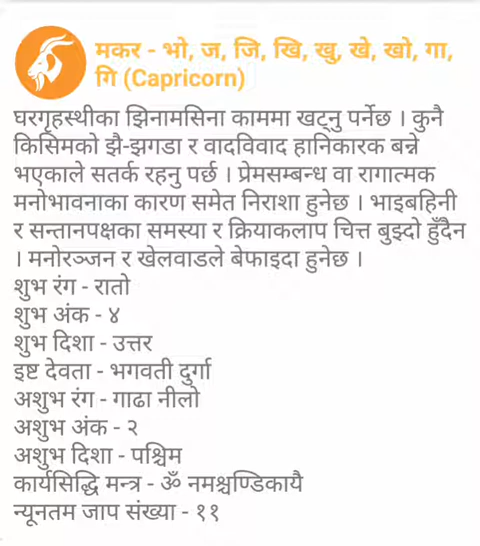 मकर - भो, ज, जि, खि, खु, खे, खो, गा,
गि (Capricorn)
घरगृहस्थीका झिनामसिना काममा खट्नु पर्नेछ । कुनै
किसिमको झै-झगडा र वादविवाद हानिकारक बन्ने
भएकाले सतर्क रहनु पर्छ । प्रेमसम्बन्ध वा रागात्मक
मनोभावनाका कारण समेत निराशा हुनेछ । भाइबहिनी
र सन्तानपक्षका समस्या र क्रियाकलाप चित्त बुझ्दो हुँदैन
। मनोरञ्जन र खेलवाडले बेफाइदा हुनेछ ।
शुभ रंग - रातो
शुभ अंक - ४
शुभ दिशा - उत्तर
इष्ट देवता - भगवती दुर्गा
अशुभ रंग - गाढा नीलो
अशुभ अंक - २
अशुभ दिशा - पश्चिम
कार्यसिद्धि मन्त्र - ॐ नमश्चण्डिकायै
न्यूनतम जाप संख्या - ११